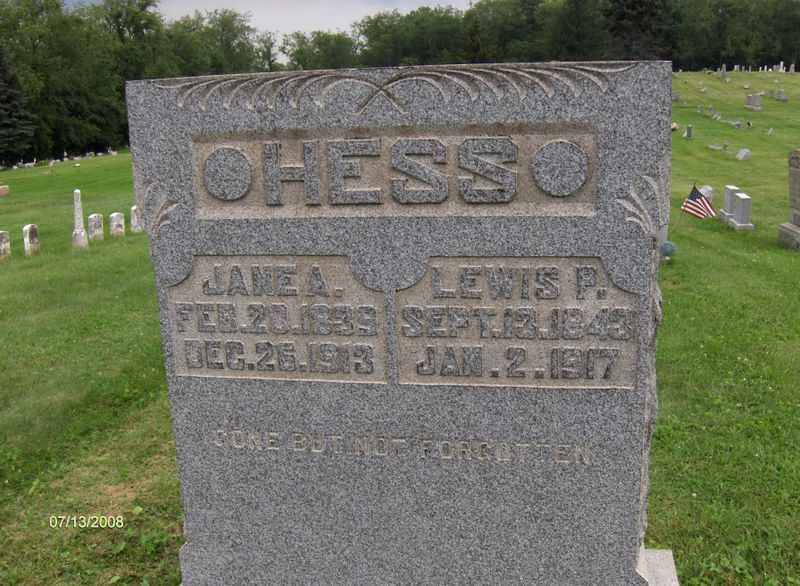 HESS
JANE A.
FEB. 20. 1839
DEC. 26. 1913
LEWIS P.
SEPT. 13. 1843
JAN. 2. 1917
GONE BUT NOT FORGOTTEN
07/13/2008